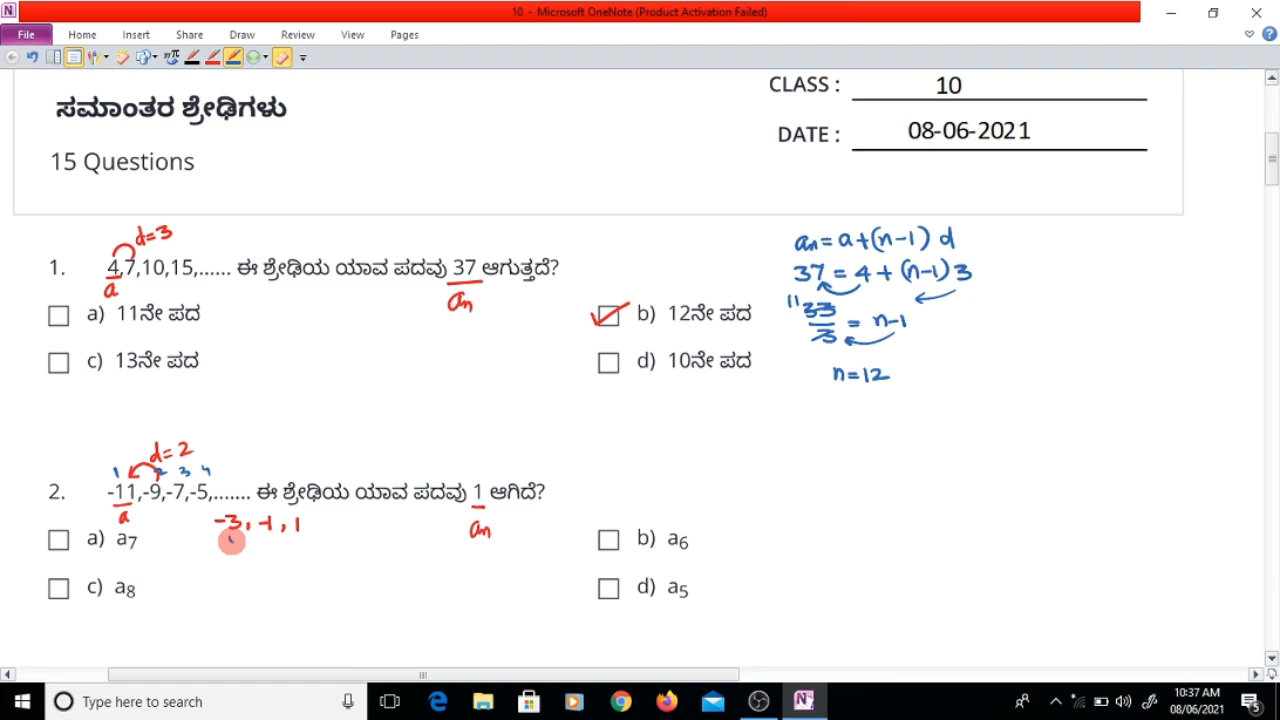 10 - Microsoft OneNote (Product Activation Failed)
File Home Insert Share Draw Review View Pages
CLASS : 10
ಸಮಾಂತರ ಶ್ರೇಢಿಗಳು
DATE : 08-06-2021
15 Questions
d=3
1. 4,7,10,15,...... ಈ ಶ್ರೇಢಿಯ ಯಾವ ಪದವು 37 ಆಗುತ್ತದೆ?
a an
a) 11ನೇ ಪದ b) 12ನೇ ಪದ
c) 13ನೇ ಪದ d) 10ನೇ ಪದ
an = a+(n-1) d
37 = 4 + (n-1) 3
11 33/3 = n-1
n=12
d=2
1 2 3 4
2. -11,-9,-7,-5,....... ಈ ಶ್ರೇಢಿಯ ಯಾವ ಪದವು 1 ಆಗಿದೆ?
a -3, -1, 1 an
a) a7 b) a6
c) a8 d) a5
Type here to search
10:37 AM
08/06/2021
5